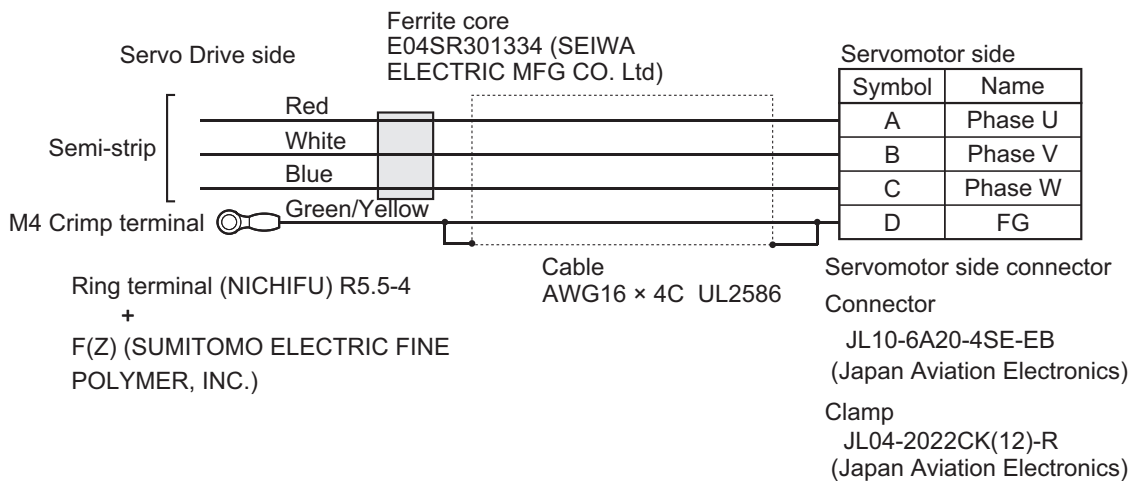 Ferrite core
E04SR301334 (SEIWA
ELECTRIC MFG CO. Ltd)
Servo Drive side
Servomotor side
Symbol Name
Red
A Phase U
White
B Phase V
Semi-strip
Blue
C Phase W
Green/Yellow
M4 Crimp terminal
D FG
Cable
AWG16 × 4C UL2586
Ring terminal (NICHIFU) R5.5-4
+
F(Z) (SUMITOMO ELECTRIC FINE
POLYMER, INC.)
Servomotor side connector
Connector
JL10-6A20-4SE-EB
(Japan Aviation Electronics)
Clamp
JL04-2022CK(12)-R
(Japan Aviation Electronics)